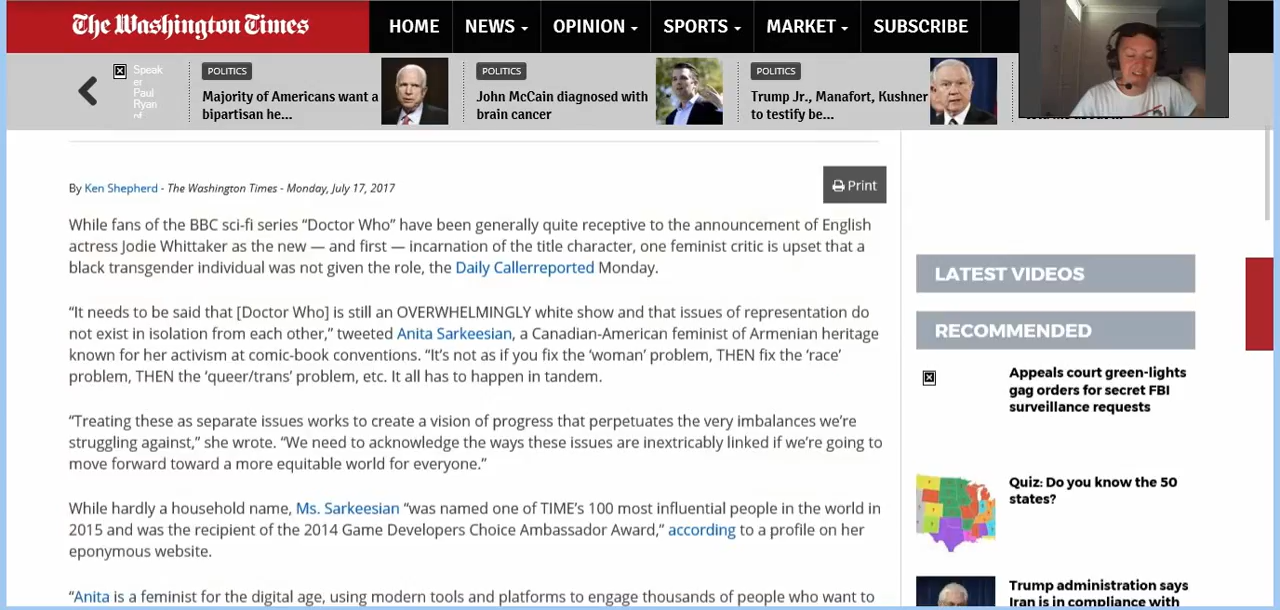 The Washington Times
HOME NEWS OPINION SPORTS MARKET SUBSCRIBE
Speak
er
Paul
Ryan
POLITICS
Majority of Americans want a
bipartisan he...
POLITICS
John McCain diagnosed with
brain cancer
POLITICS
Trump Jr., Manafort, Kushner
to testify be...
By Ken Shepherd - The Washington Times - Monday, July 17, 2017
Print
While fans of the BBC sci-fi series “Doctor Who” have been generally quite receptive to the announcement of English
actress Jodie Whittaker as the new — and first — incarnation of the title character, one feminist critic is upset that a
black transgender individual was not given the role, the Daily Callerreported Monday.
“It needs to be said that [Doctor Who] is still an OVERWHELMINGLY white show and that issues of representation do
not exist in isolation from each other,” tweeted Anita Sarkeesian, a Canadian-American feminist of Armenian heritage
known for her activism at comic-book conventions. “It’s not as if you fix the ‘woman’ problem, THEN fix the ‘race’
problem, THEN the ‘queer/trans’ problem, etc. It all has to happen in tandem.
“Treating these as separate issues works to create a vision of progress that perpetuates the very imbalances we’re
struggling against,” she wrote. “We need to acknowledge the ways these issues are inextricably linked if we’re going to
move forward toward a more equitable world for everyone.”
While hardly a household name, Ms. Sarkeesian “was named one of TIME’s 100 most influential people in the world in
2015 and was the recipient of the 2014 Game Developers Choice Ambassador Award,” according to a profile on her
eponymous website.
“Anita is a feminist for the digital age, using modern tools and platforms to engage thousands of people who want to
LATEST VIDEOS
RECOMMENDED
Appeals court green-lights
gag orders for secret FBI
surveillance requests
Quiz: Do you know the 50
states?
Trump administration says
Iran is in compliance with